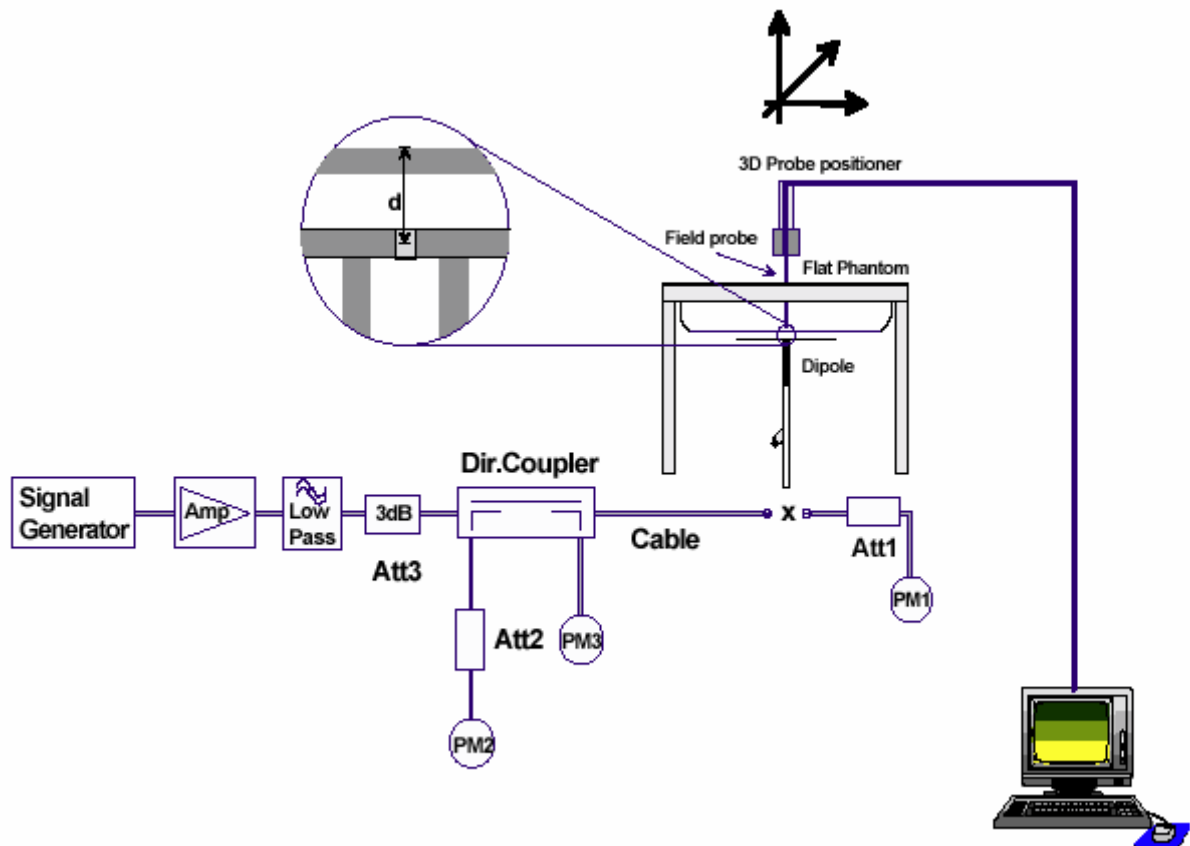 3D Probe positioner
d
Field probe
Flat Phantom
Dipole
Dir.Coupler
Signal
Generator
Amp
Low
Pass
3dB
Att3
Cable
x
Att1
PM1
Att2
PM3
PM2